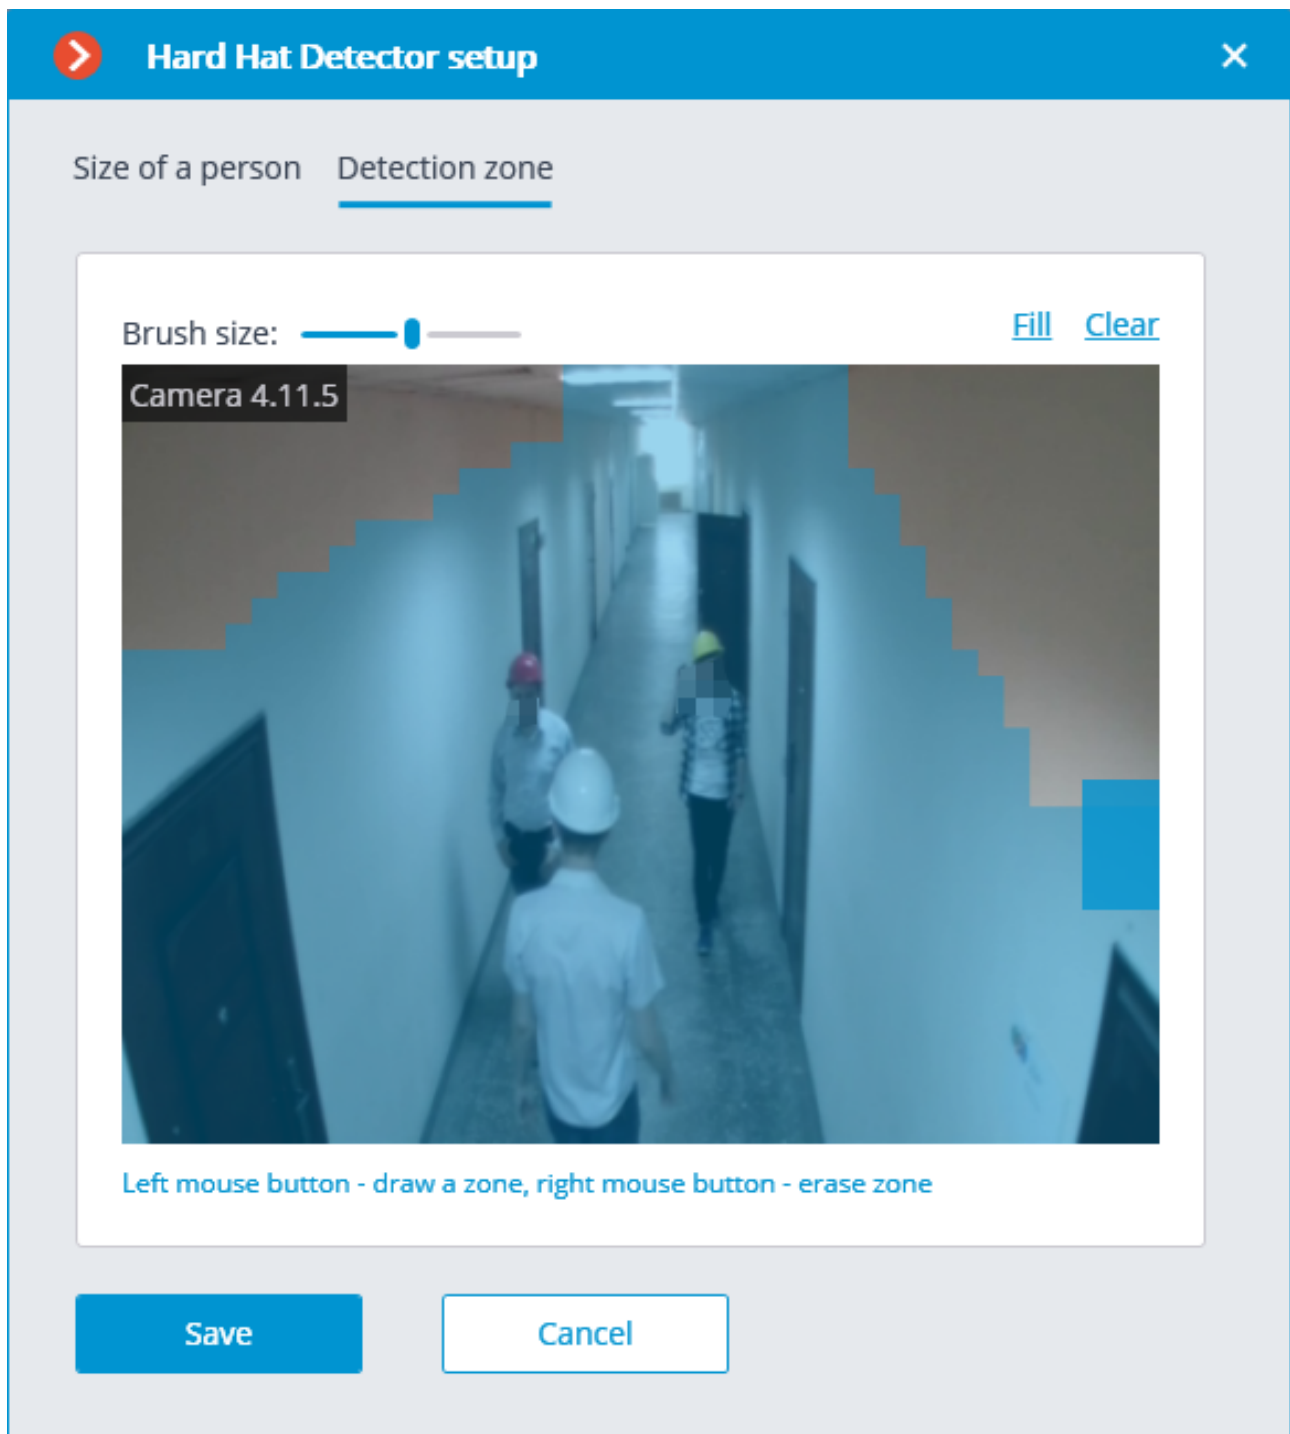 Hard Hat Detector setup
Size of a person Detection zone
Brush size: Fill Clear
Camera 4.11.5
Left mouse button - draw a zone, right mouse button - erase zone
Save Cancel